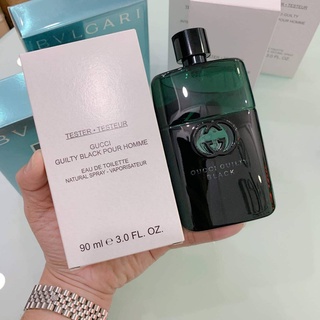 BVLGARI
BV
TESTER - TESTEUR
GUCCI
GUILTY BLACK POUR HOMME
EAU DE TOILETTE
NATURAL SPRAY - VAPORISATEUR
90 ml e 3.0 FL. OZ.
GUCCI GUILTY
BLACK